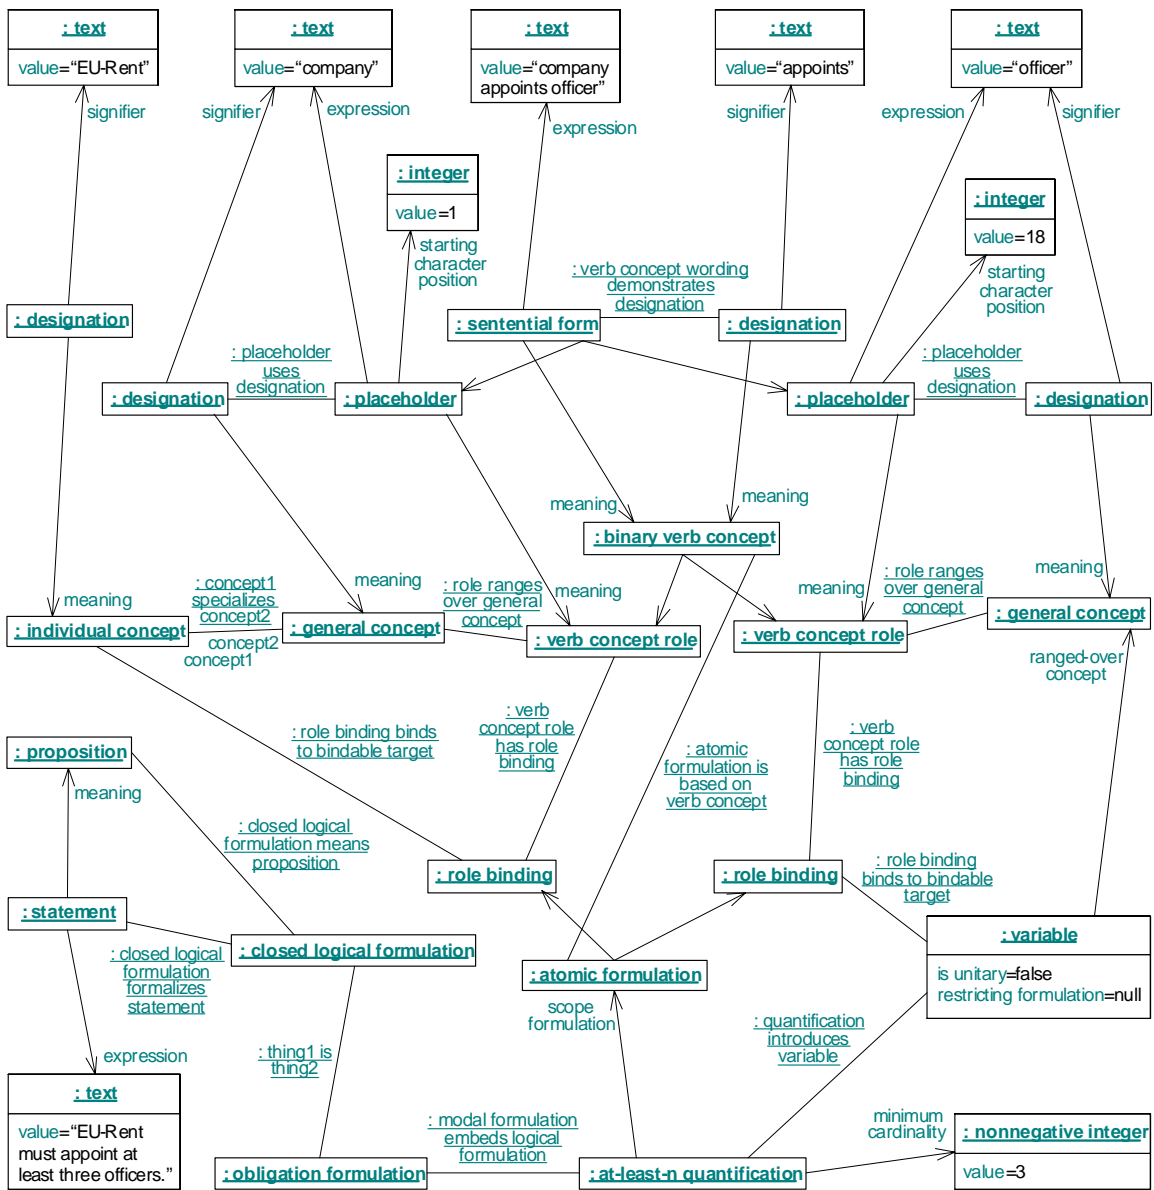 : text
value=“EU-Rent”
: text
value=“company”
: text
value=“company
appoints officer”
: text
value=“appoints”
: text
value=“officer”
signifier
signifier
expression
expression
signifier
expression
signifier
: integer
value=1
: integer
value=18
starting
character
position
starting
character
position
: verb concept wording
demonstrates
designation
: designation
: sentential form
: designation
: placeholder
uses
designation
: placeholder
uses
designation
: designation
: placeholder
: placeholder
: designation
meaning
meaning
: binary verb concept
: concept1
specializes
concept2
meaning
: role ranges
over general
concept
meaning
meaning
: role ranges
over general
concept
meaning
meaning
: individual concept
concept2
concept1
: general concept
: verb concept role
: verb concept role
: general concept
ranged-over
concept
: role binding binds
to bindable target
: verb
concept role
has role
binding
: atomic
formulation is
based on
verb concept
: verb
concept role
has role
binding
: proposition
meaning
: closed logical
formulation means
proposition
: role binding
: role binding
: role binding
binds to bindable
target
: statement
: closed logical
formulation
formalizes
statement
: closed logical formulation
: atomic formulation
: variable
is unitary=false
restricting formulation=null
scope
formulation
: quantification
introduces
variable
expression
: thing1 is
thing2
: text
value=“EU-Rent
must appoint at
least three officers.”
: modal formulation
embeds logical
formulation
minimum
cardinality
: nonnegative integer
value=3
: obligation formulation
: at-least-n quantification